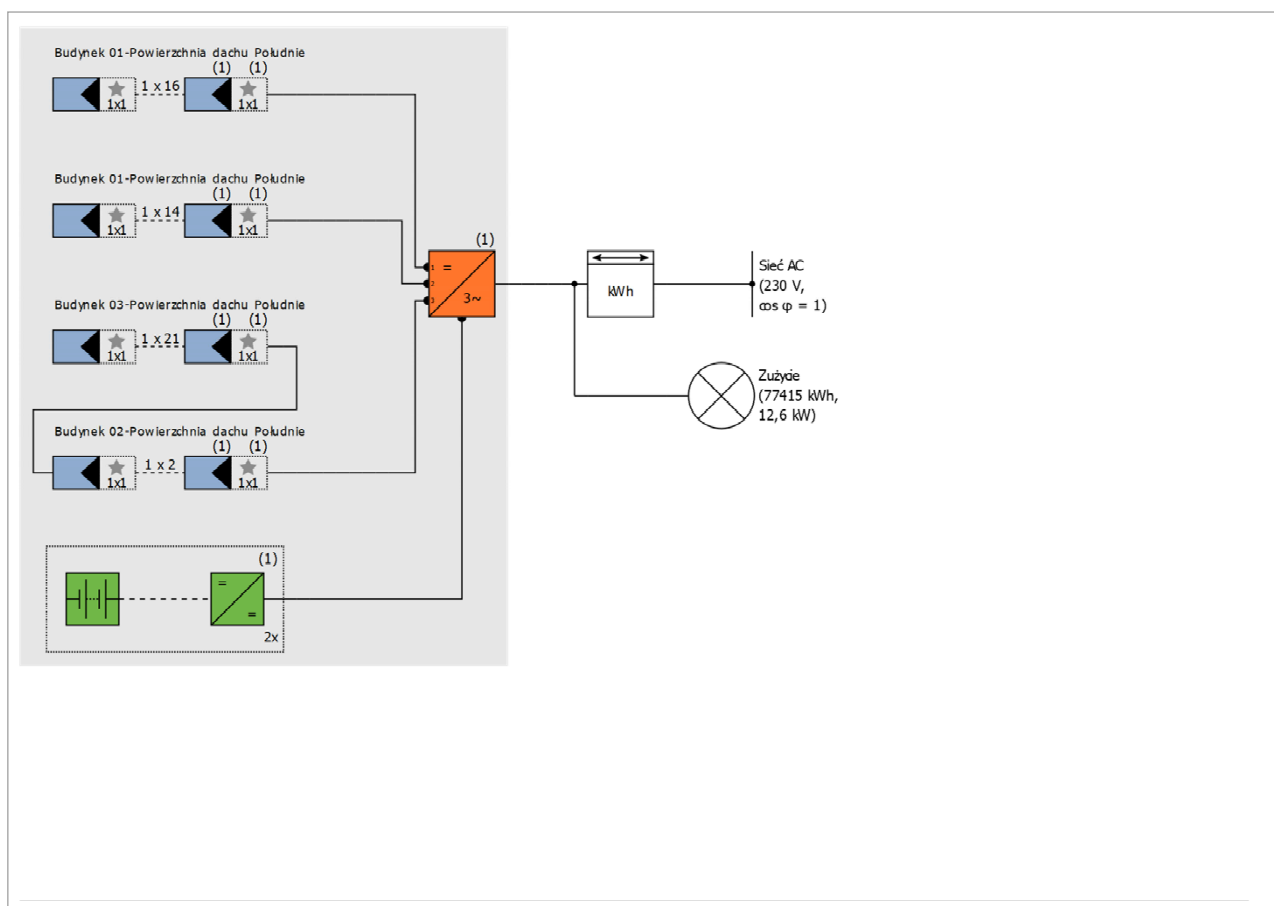 Budynek 01-Powierzchnia dachu Południe
(1) (1)
1 x 16
1x1 1x1
Budynek 01-Powierzchnia dachu Południe
(1) (1)
1 x 14
1x1 1x1
(1)
1 =
2
3
3~
kWh
Sieć AC
(230 V,
cos φ = 1)
Budynek 03-Powierzchnia dachu Południe
(1) (1)
1 x 21
1x1 1x1
Zużycie
(77415 kWh,
12,6 kW)
Budynek 02-Powierzchnia dachu Południe
(1) (1)
1 x 2
1x1 1x1
(1)
=
=
2x